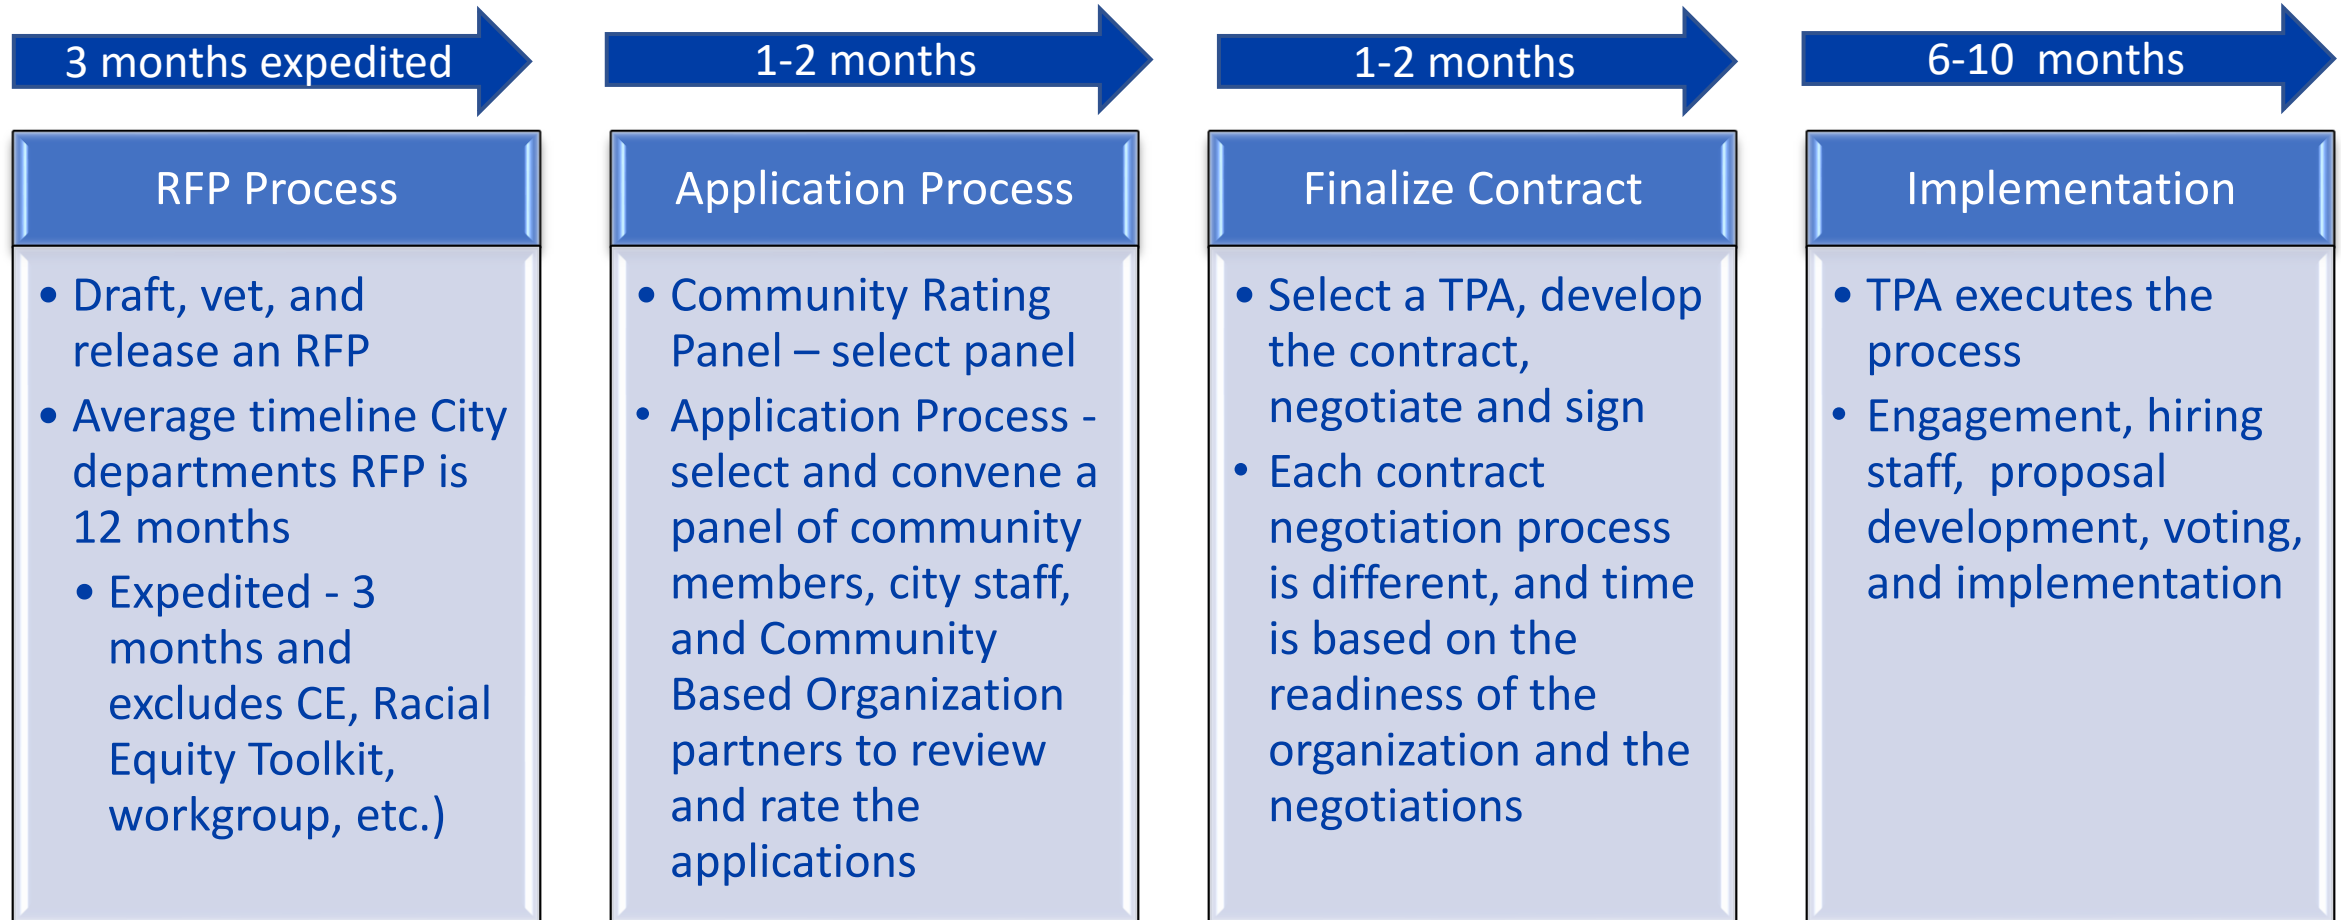 3 months expedited
1-2 months
1-2 months
6-10  months
RFP Process
• Draft, vet, and
release an RFP
• Average timeline City
departments RFP is
12 months
• Expedited - 3
months and
excludes CE, Racial
Equity Toolkit,
workgroup, etc.)
Application Process
• Community Rating
Panel – select panel
• Application Process -
select and convene a
panel of community
members, city staff,
and Community
Based Organization
partners to review
and rate the
applications
Finalize Contract
• Select a TPA, develop
the contract,
negotiate and sign
• Each contract
negotiation process
is different, and time
is based on the
readiness of the
organization and the
negotiations
Implementation
• TPA executes the
process
• Engagement, hiring
staff,  proposal
development, voting,
and implementation